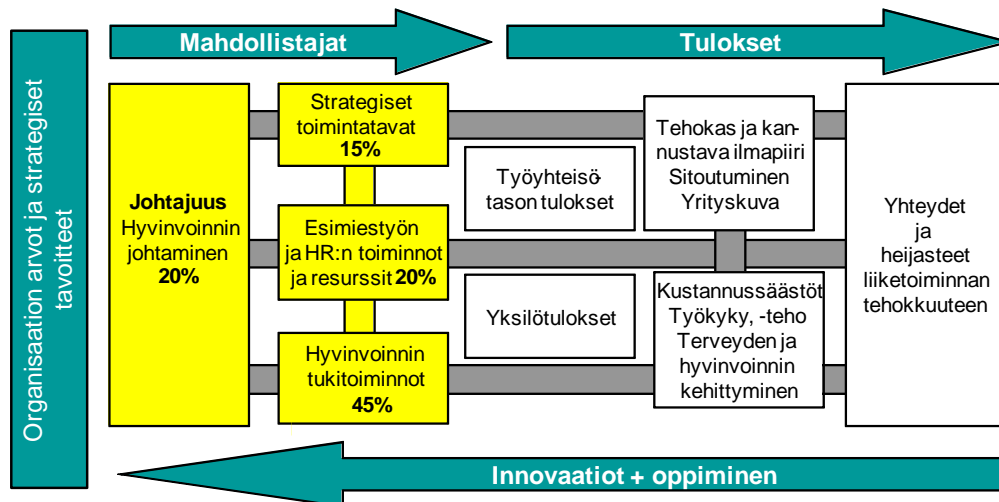 Organisaation arvot ja strategiset
tavoitteet
Mahdollistajat
Tulokset
Johtajuus
Hyvinvoinnin
johtaminen
20%
Strategiset
toimintatavat
15%
Esimiestyön
ja HR:n toiminnot
ja resurssit 20%
Hyvinvoinnin
tukitoiminnot
45%
Työyhteisö-
tason tulokset
Yksilötulokset
Tehokas ja kan-
nustava ilmapiiri
Sitoutuminen
Yrityskuva
Kustannussäästöt
Työkyky, -teho
Terveyden ja
hyvinvoinnin
kehittyminen
Yhteydet
ja
heijasteet
liiketoiminnan
tehokkuuteen
Innovaatiot + oppiminen